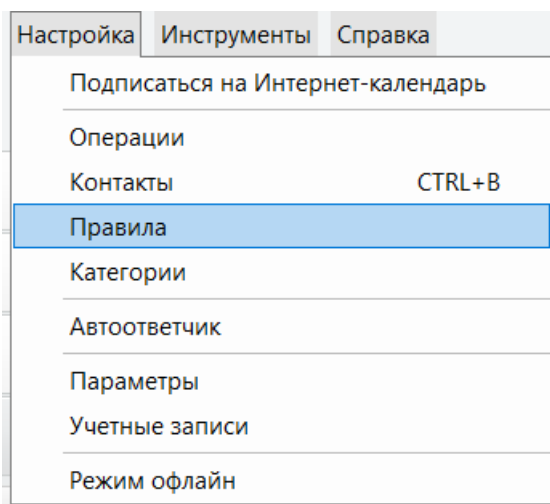 Настройка Инструменты Справка
Подписаться на Интернет-календарь
Операции
Контакты CTRL+B
Правила
Категории
Автоответчик
Параметры
Учетные записи
Режим офлайн